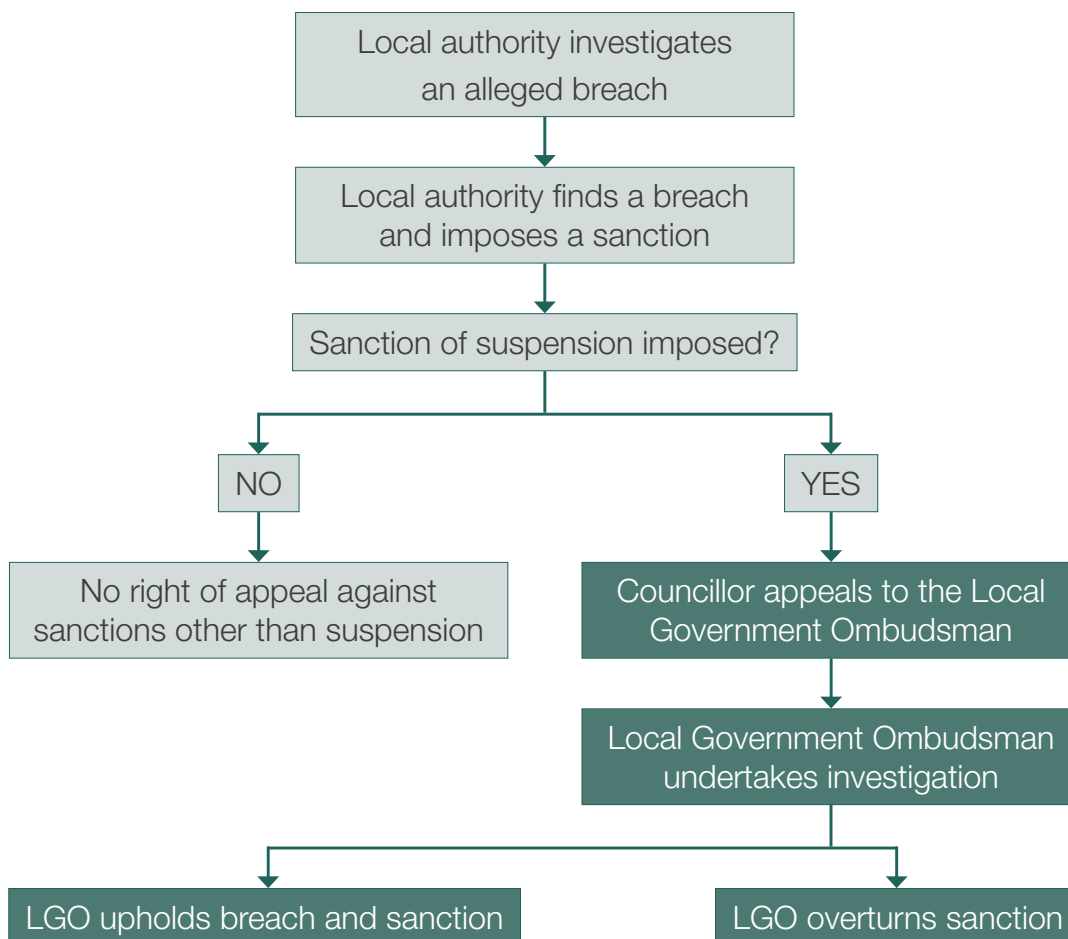 Local authority investigates
an alleged breach
Local authority finds a breach
and imposes a sanction
Sanction of suspension imposed?
NO
YES
No right of appeal against
sanctions other than suspension
Councillor appeals to the Local
Government Ombudsman
Local Government Ombudsman
undertakes investigation
LGO upholds breach and sanction
LGO overturns sanction